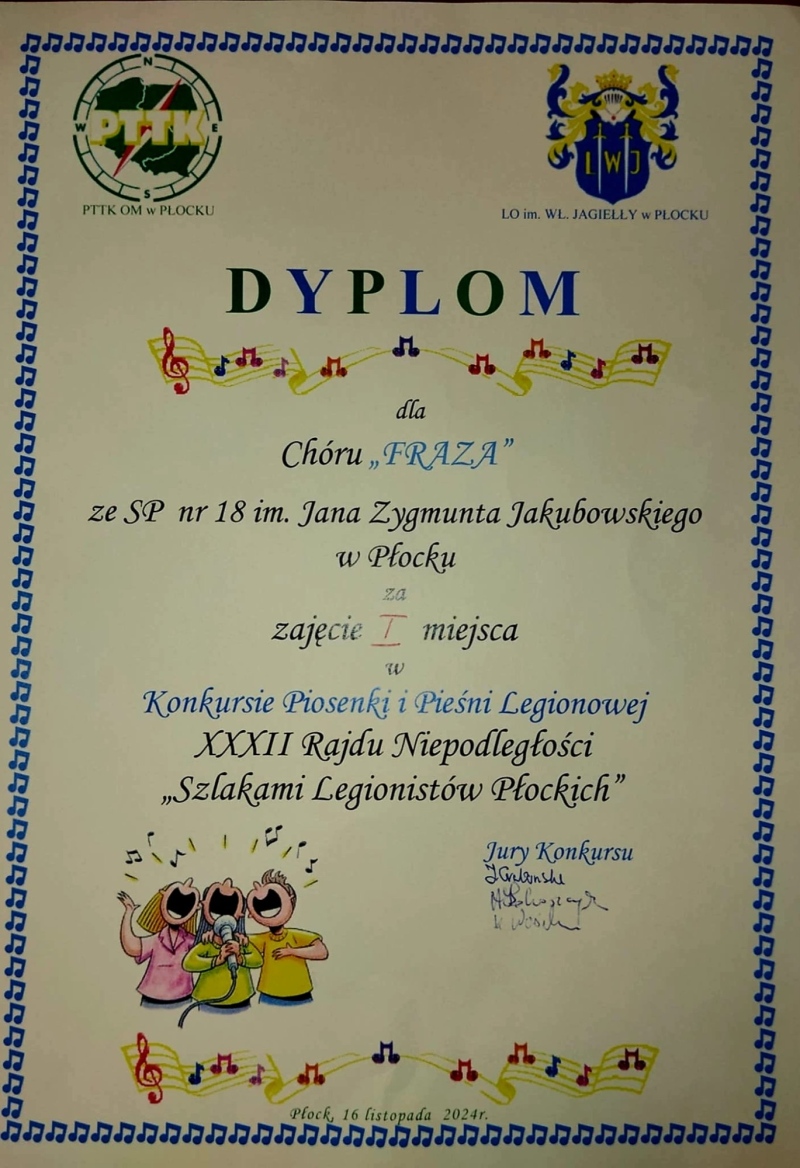 N
W PTTK E
S
PTTK OM w PŁOCKU
LWJ
LO im. WŁ. JAGIEŁŁY w PŁOCKU
DYPLOM
dla
Chóru „FRAZA”
ze SP nr 18 im. Jana Zygmunta Jakubowskiego
w Płocku
za
zajęcie I miejsca
w
Konkursie Piosenki i Pieśni Legionowej
XXXII Rajdu Niepodległości
„Szlakami Legionistów Płockich”
Jury Konkursu
Płock, 16 listopada 2024r.